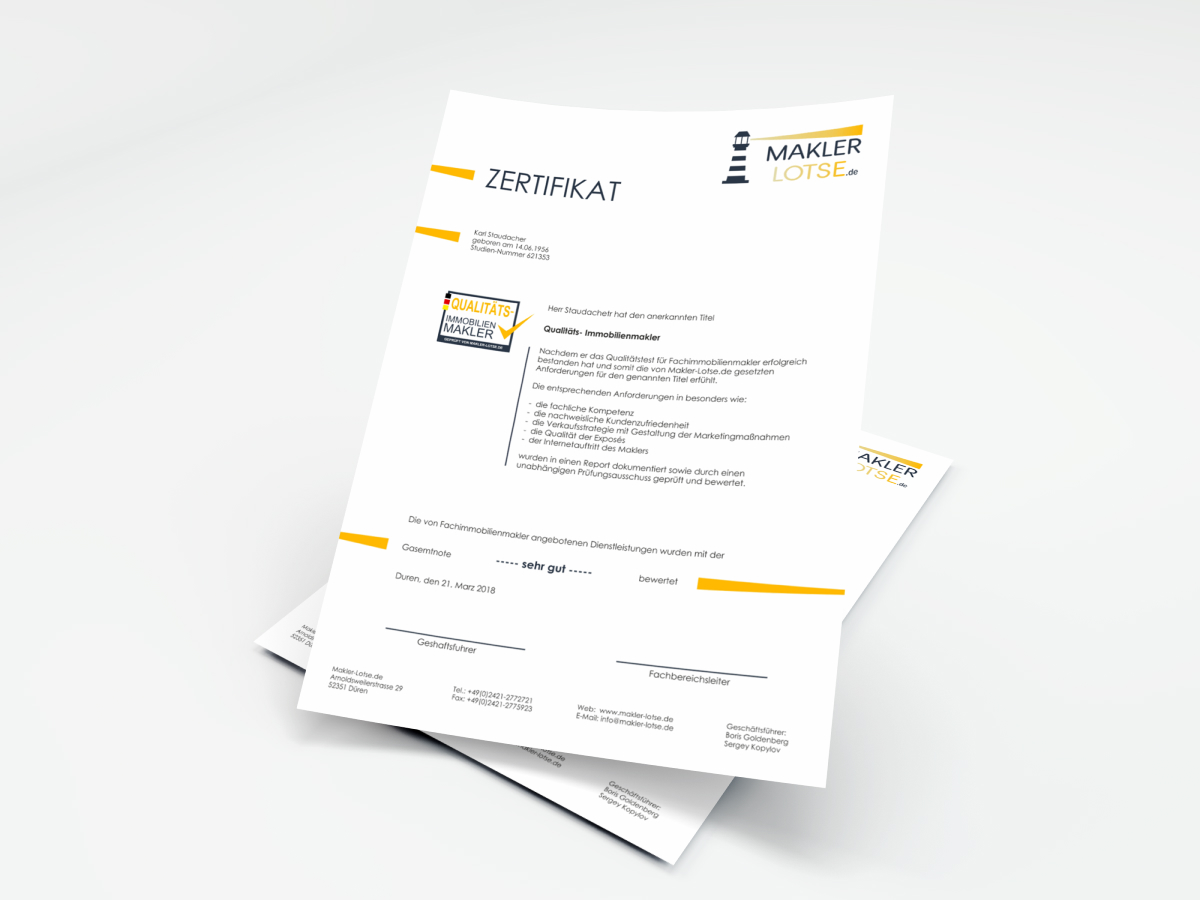 MAKLER
LOTSE.de
ZERTIFIKAT
Karl Staudacher
geboren am 14.06.1956
Studien-Nummer 621353
QUALITÄTS-
IMMOBILIEN
MAKLER
GEPRÜFT VON MAKLER-LOTSE.DE
Herr Staudachetr hat den anerkannten Titel
Qualitäts- Immobilienmakler
Nachdem er das Qualitätstest für Fachimmobilienmakler erfolgreich
bestanden hat und somit die von Makler-Lotse.de gesetzten
Anforderungen für den genannten Titel erfühlt.
Die entsprechenden Anforderungen in besonders wie:
- die fachliche Kompetenz
- die nachweisliche Kundenzufriedenheit
- die Verkaufsstrategie mit Gestaltung der Marketingmaßnahmen
- die Qualität der Exposés
- der Internetauftritt des Maklers
wurden in einen Report dokumentiert sowie durch einen
unabhängigen Prüfungsausschuss geprüft und bewertet.
Die von Fachimmobilienmakler angebotenen Dienstleistungen wurden mit der
Gasemtnote ----- sehr gut ----- bewertet
Duren, den 21. Marz 2018
Geshaftsfuhrer
Fachbereichsleiter
Makler-Lotse.de
Arnoldsweilerstrasse 29
52351 Düren
Tel.: +49(0)2421-2772721
Fax: +49(0)2421-2775923
Web: www.makler-lotse.de
E-Mail: info@makler-lotse.de
Geschäftsführer:
Boris Goldenberg
Sergey Kopylov
AKLER
OTSE.de
Geschäftsführer:
Boris Goldenberg
Sergey Kopylov